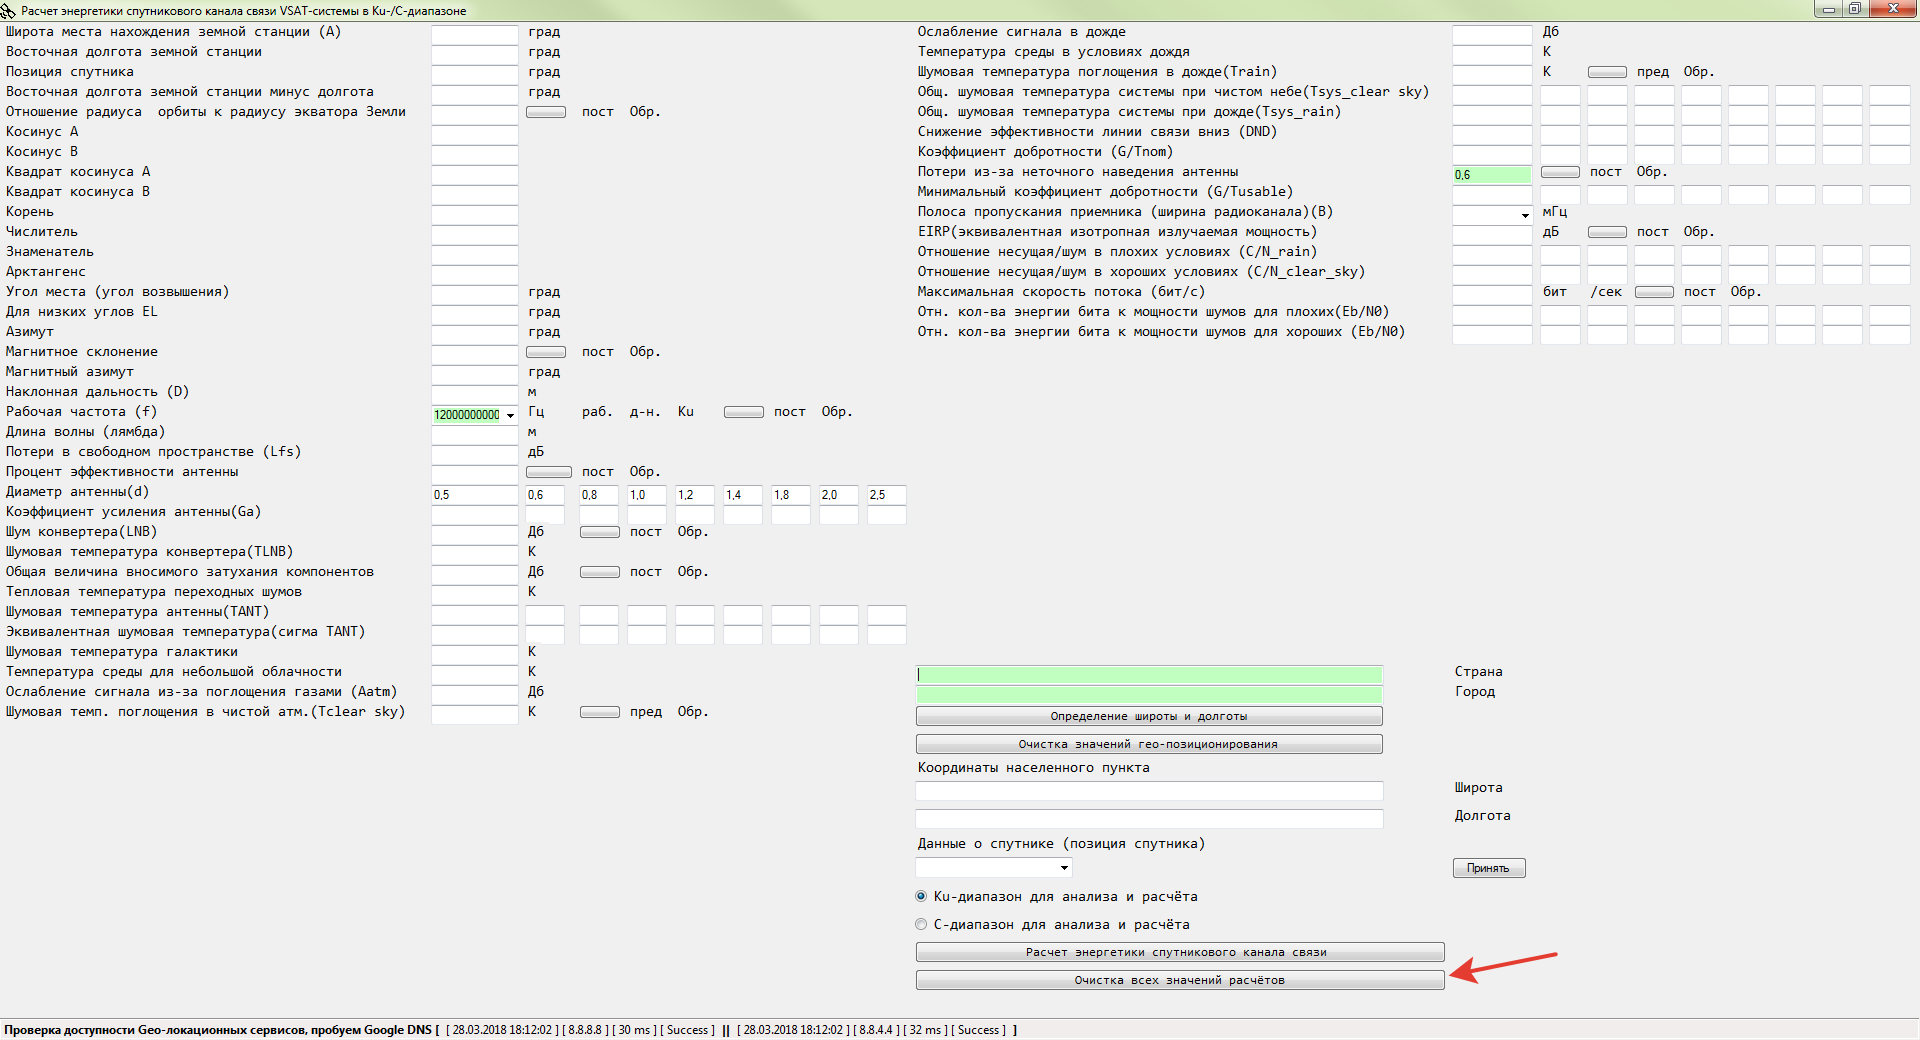 Расчет энергетики спутникового канала связи VSAT-системы в Ku-/C-диапазоне
Широта места нахождения земной станции (А) град
Восточная долгота земной станции град
Позиция спутника град
Восточная долгота земной станции минус долгота град
Отношение радиуса орбиты к радиусу экватора Земли пост Обр.
Косинус А
Косинус В
Квадрат косинуса А
Квадрат косинуса В
Корень
Числитель
Знаменатель
Арктангенс
Угол места (угол возвышения) град
Для низких углов EL град
Азимут град
Магнитное склонение пост Обр.
Магнитный азимут град
Наклонная дальность (D) м
Рабочая частота (f) 12000000000 Гц раб. д-н. Ku пост Обр.
Длина волны (лямбда) м
Потери в свободном пространстве (Lfs) дБ
Процент эффективности антенны пост Обр.
Диаметр антенны(d) 0,5 0,6 0,8 1,0 1,2 1,4 1,8 2,0 2,5
Коэффициент усиления антенны(Ga)
Шум конвертера(LNB) Дб пост Обр.
Шумовая температура конвертера(TLNB) К
Общая величина вносимого затухания компонентов Дб пост Обр.
Тепловая температура переходных шумов К
Шумовая температура антенны(TANT)
Эквивалентная шумовая температура(сигма TANT)
Шумовая температура галактики К
Температура среды для небольшой облачности К
Ослабление сигнала из-за поглощения газами (Aatm) Дб
Шумовая темп. поглощения в чистой атм.(Tclear sky) К пред Обр.
Ослабление сигнала в дожде Дб
Температура среды в условиях дождя К
Шумовая температура поглощения в дожде(Train) К пред Обр.
Общ. шумовая температура системы при чистом небе(Tsys_clear sky)
Общ. шумовая температура системы при дожде(Tsys_rain)
Снижение эффективности линии связи вниз (DND)
Коэффициент добротности (G/Tnom)
Потери из-за неточного наведения антенны 0,6 пост Обр.
Минимальный коэффициент добротности (G/Tusable)
Полоса пропускания приемника (ширина радиоканала)(B) мГц
EIRP(эквивалентная изотропная излучаемая мощность) дБ пост Обр.
Отношение несущая/шум в плохих условиях (C/N_rain)
Отношение несущая/шум в хороших условиях (C/N_clear_sky)
Максимальная скорость потока (бит/с) бит /сек пост Обр.
Отн. кол-ва энергии бита к мощности шумов для плохих(Eb/N0)
Отн. кол-ва энергии бита к мощности шумов для хороших (Eb/N0)
Страна
Город
Определение широты и долготы
Очистка значений гео-позиционирования
Координаты населенного пункта
Широта
Долгота
Данные о спутнике (позиция спутника)
Принять
Ku-диапазон для анализа и расчёта
C-диапазон для анализа и расчёта
Расчет энергетики спутникового канала связи
Очистка всех значений расчётов
Проверка доступности Geo-локационных сервисов, пробуем Google DNS [ [ 28.03.2018 18:12:02 ] [ 8.8.8.8 ] [ 30 ms ] [ Success ] || [ 28.03.2018 18:12:02 ] [ 8.8.4.4 ] [ 32 ms ] [ Success ] ]